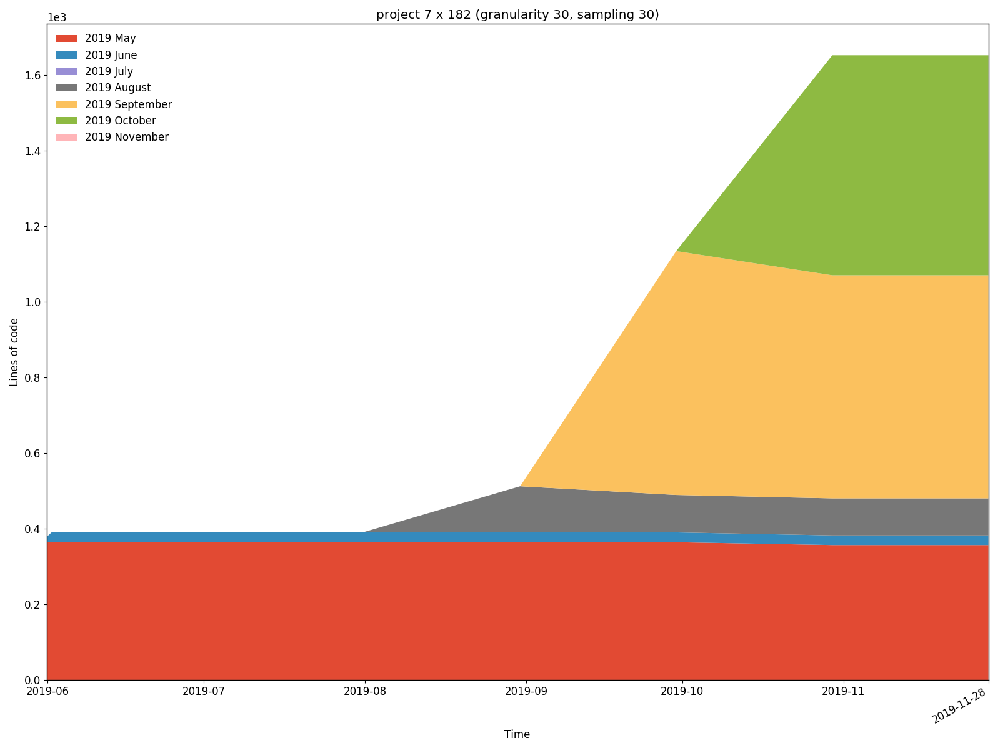 project 7 x 182 (granularity 30, sampling 30)
1e3
2019 May
2019 June
2019 July
2019 August
2019 September
2019 October
2019 November
1.6
1.4
1.2
1.0
0.8
0.6
0.4
0.2
0.0
Lines of code
2019-06 2019-07 2019-08 2019-09 2019-10 2019-11 2019-11-28
Time